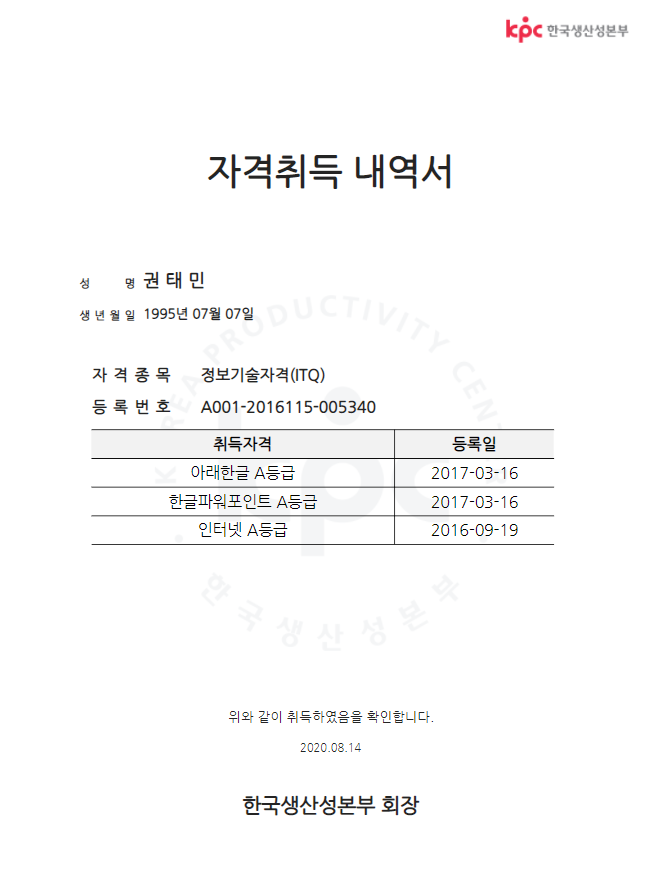 kpc 한국생산성본부
자격취득 내역서
성 명 권 태 민
생 년 월 일 1995년 07월 07일
자 격 종 목 정보기술자격(ITQ)
등 록 번 호 A001-2016115-005340
취득자격 등록일
아래한글 A등급 2017-03-16
한글파워포인트 A등급 2017-03-16
인터넷 A등급 2016-09-19
KOREA PRODUCTIVITY CENT
kpc
한국생산성본부
위와 같이 취득하였음을 확인합니다.
2020.08.14
한국생산성본부 회장